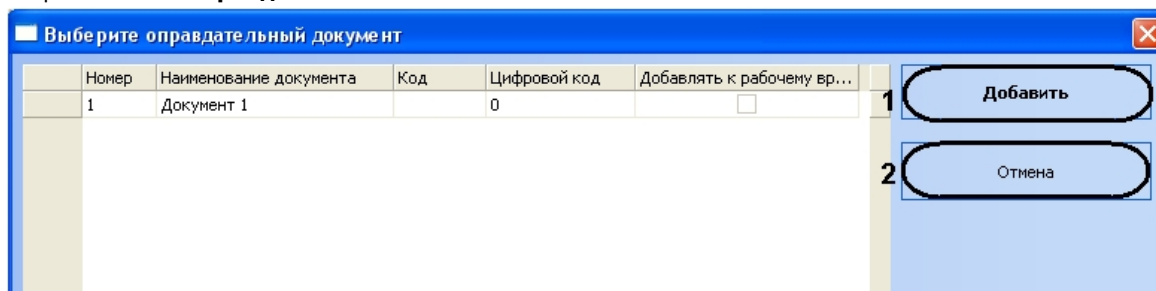 Выберите оправдательный документ
Номер Наименование документа Код Цифровой код Добавлять к рабочему вр...
1 Документ 1 0
1 Добавить
2 Отмена